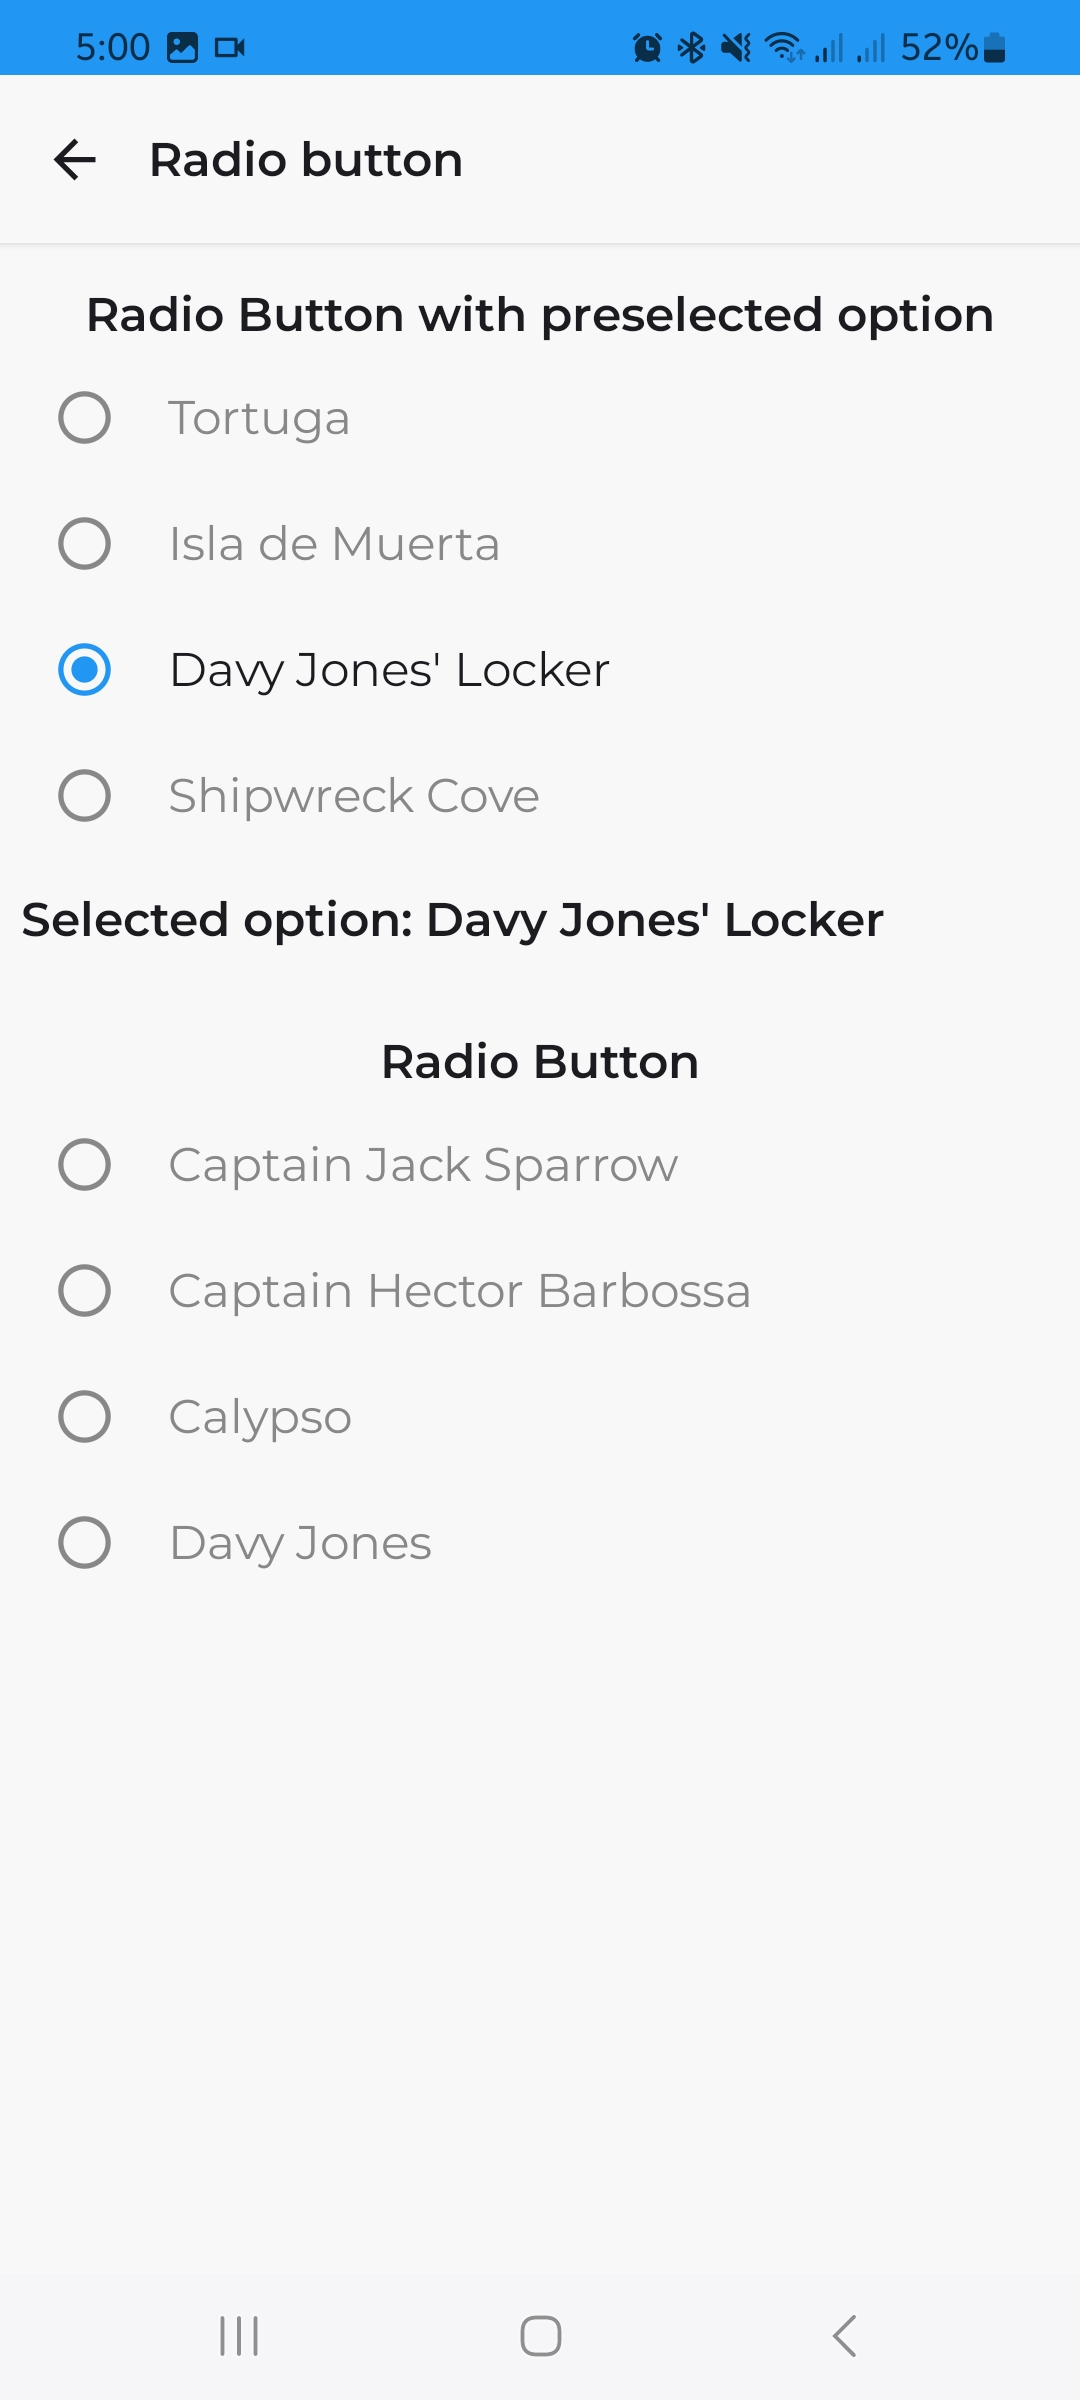 5:00 52%
Radio button
Radio Button with preselected option
Tortuga
Isla de Muerta
Davy Jones' Locker
Shipwreck Cove
Selected option: Davy Jones' Locker
Radio Button
Captain Jack Sparrow
Captain Hector Barbossa
Calypso
Davy Jones